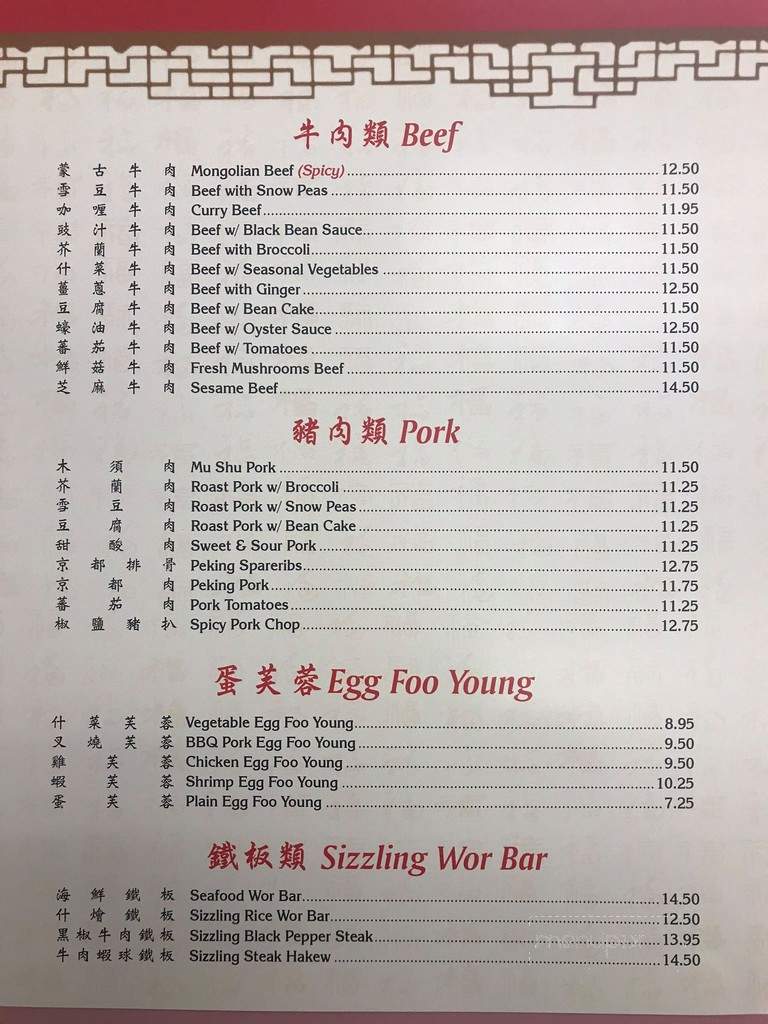 牛肉類 Beef
蒙古牛肉 Mongolian Beef (Spicy) 12.50
雪豆牛肉 Beef with Snow Peas 11.50
咖喱牛肉 Curry Beef 11.95
豉汁牛肉 Beef w/ Black Bean Sauce 11.50
芥蘭牛肉 Beef with Broccoli 11.50
什菜牛肉 Beef w/ Seasonal Vegetables 11.50
薑蔥牛肉 Beef with Ginger 12.50
豆腐牛肉 Beef w/ Bean Cake 11.50
蠔油牛肉 Beef w/ Oyster Sauce 12.50
蕃茄牛肉 Beef w/ Tomatoes 11.50
鮮菇牛肉 Fresh Mushrooms Beef 11.50
芝麻牛肉 Sesame Beef 14.50
豬肉類 Pork
木須肉 Mu Shu Pork 11.50
芥蘭肉 Roast Pork w/ Broccoli 11.25
雪豆肉 Roast Pork w/ Snow Peas 11.25
豆腐肉 Roast Pork w/ Bean Cake 11.25
甜酸肉 Sweet & Sour Pork 11.25
京都排骨 Peking Spareribs 12.75
京都肉 Peking Pork 11.75
蕃茄肉 Pork Tomatoes 11.25
椒鹽豬扒 Spicy Pork Chop 12.75
蛋芙蓉 Egg Foo Young
什菜芙蓉 Vegetable Egg Foo Young 8.95
叉燒芙蓉 BBQ Pork Egg Foo Young 9.50
雞芙蓉 Chicken Egg Foo Young 9.50
蝦芙蓉 Shrimp Egg Foo Young 10.25
蛋芙蓉 Plain Egg Foo Young 7.25
鐵板類 Sizzling Wor Bar
海鮮鐵板 Seafood Wor Bar 14.50
什燴鐵板 Sizzling Rice Wor Bar 12.50
黑椒牛肉鐵板 Sizzling Black Pepper Steak 13.95
牛肉蝦球鐵板 Sizzling Steak Hakew 14.50